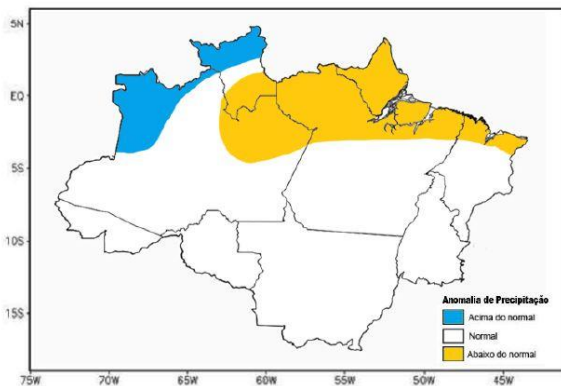 5N
EQ
5S
10S
15S
75W
70W
65W
60W
55W
50W
45W
Anomalia de Precipitação
Acima do normal
Normal
Abaixo do normal